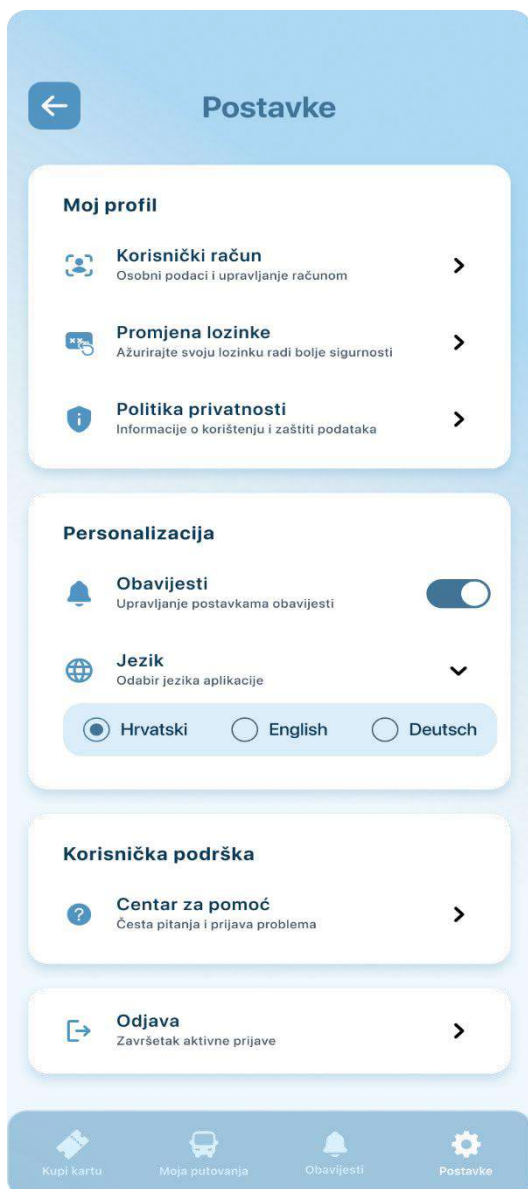 Postavke
Moj profil
Korisnički račun
Osobni podaci i upravljanje računom
Promjena lozinke
Ažurirajte svoju lozinku radi bolje sigurnosti
Politika privatnosti
Informacije o korištenju i zaštiti podataka
Personalizacija
Obavijesti
Upravljanje postavkama obavijesti
Jezik
Odabir jezika aplikacije
Hrvatski English Deutsch
Korisnička podrška
Centar za pomoć
Česta pitanja i prijava problema
Odjava
Završetak aktivne prijave
Kupi kartu Moja putovanja Obavijesti Postavke